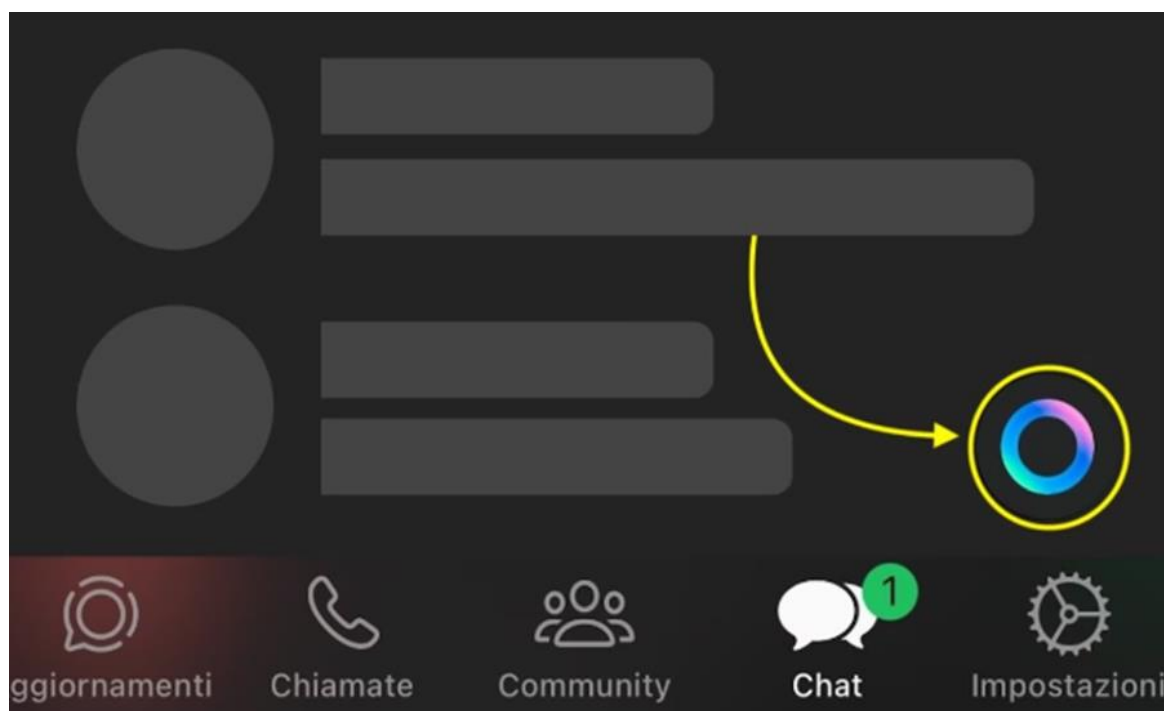 1
ggiornamenti
Chiamate
Community
Chat
Impostazioni